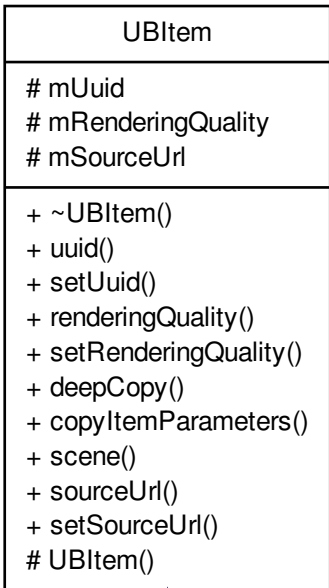 UBItem
# mUuid
# mRenderingQuality
# mSourceUrl
+ ~UBItem()
+ uuid()
+ setUuid()
+ renderingQuality()
+ setRenderingQuality()
+ deepCopy()
+ copyItemParameters()
+ scene()
+ sourceUrl()
+ setSourceUrl()
# UBItem()